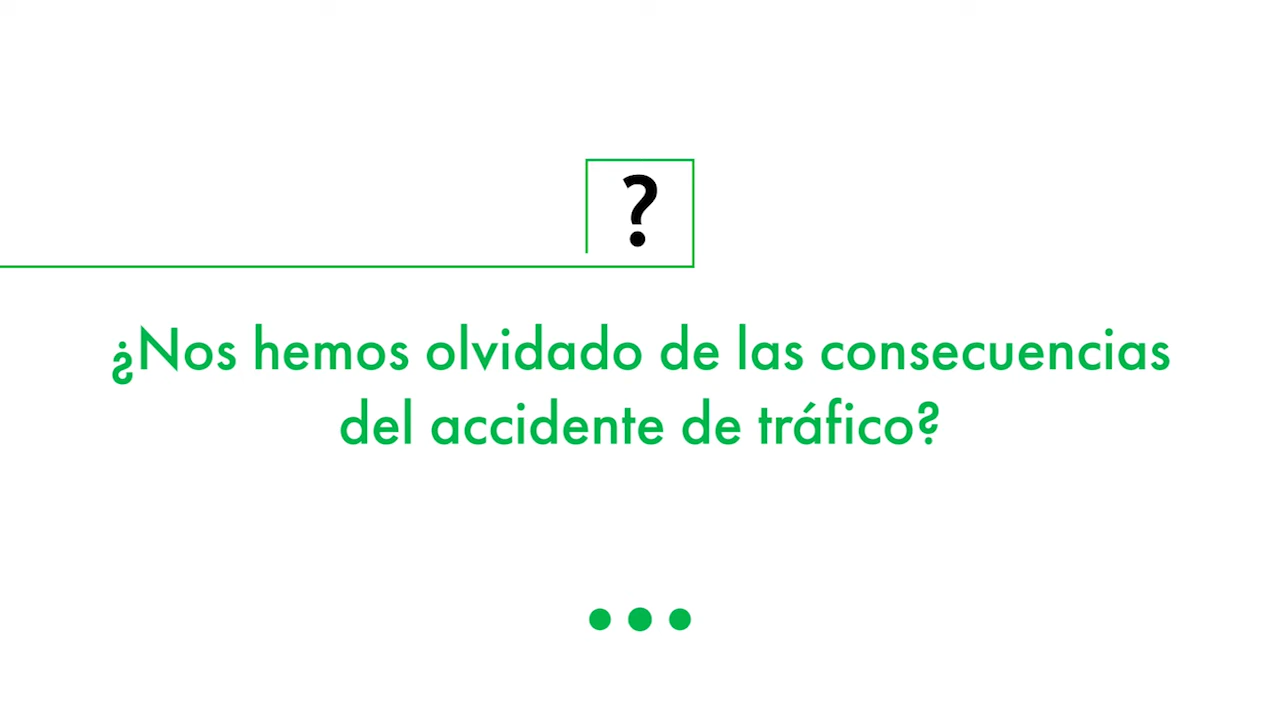 ?
¿Nos hemos olvidado de las consecuencias
del accidente de tráfico?